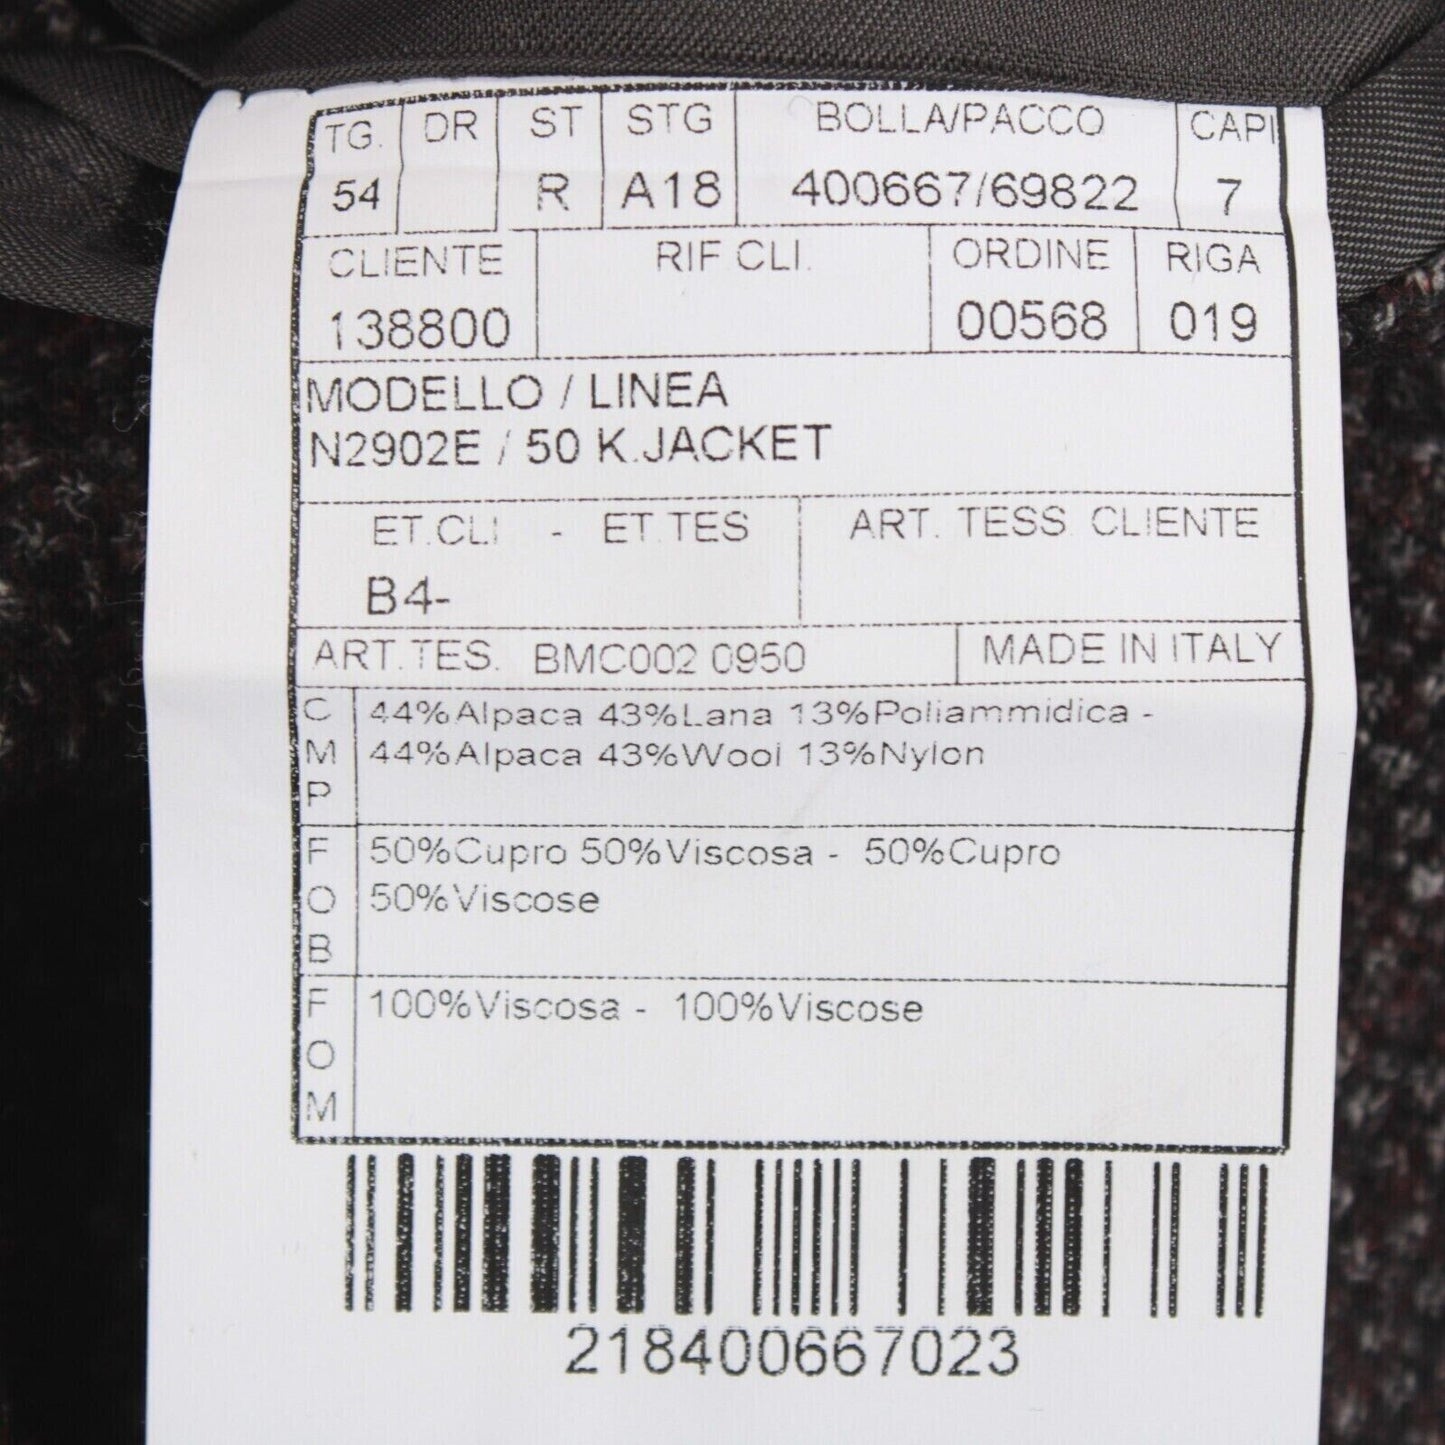 TG. DR ST STG BOLLA/PACCO CAPI
54 R A18 400667/69822 7
CLIENTE RIF CLI. ORDINE RIGA
138800 00568 019
MODELLO / LINEA
N2902E / 50 K.JACKET
ET.CLI - ET.TES ART. TESS. CLIENTE
B4-
ART.TES. BMC002 0950 MADE IN ITALY
CMP
44%Alpaca 43%Lana 13%Poliammidica -
44%Alpaca 43%Wool 13%Nylon
FOB
50%Cupro 50%Viscosa - 50%Cupro
50%Viscose
FOM
100%Viscosa - 100%Viscose
218400667023